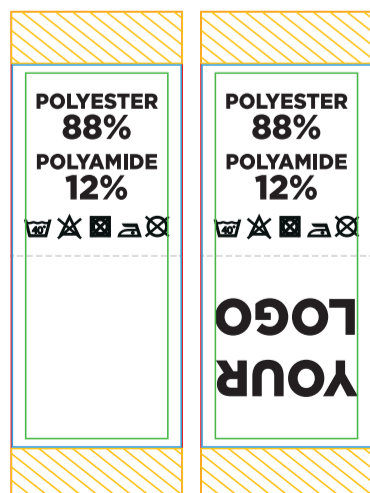 POLYESTER
88%
POLYAMIDE
12%
40°
POLYESTER
88%
POLYAMIDE
12%
40°
YOUR
LOGO